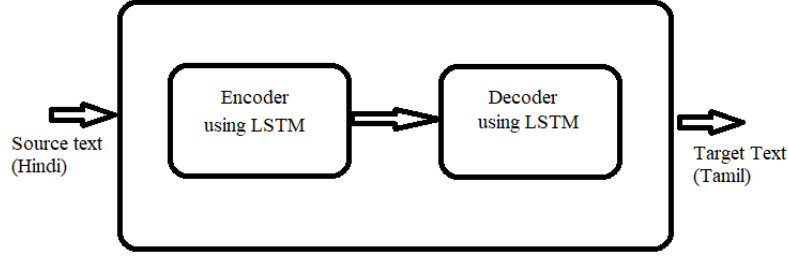 Source text
(Hindi)
Encoder
using LSTM
Decoder
using LSTM
Target Text
(Tamil)